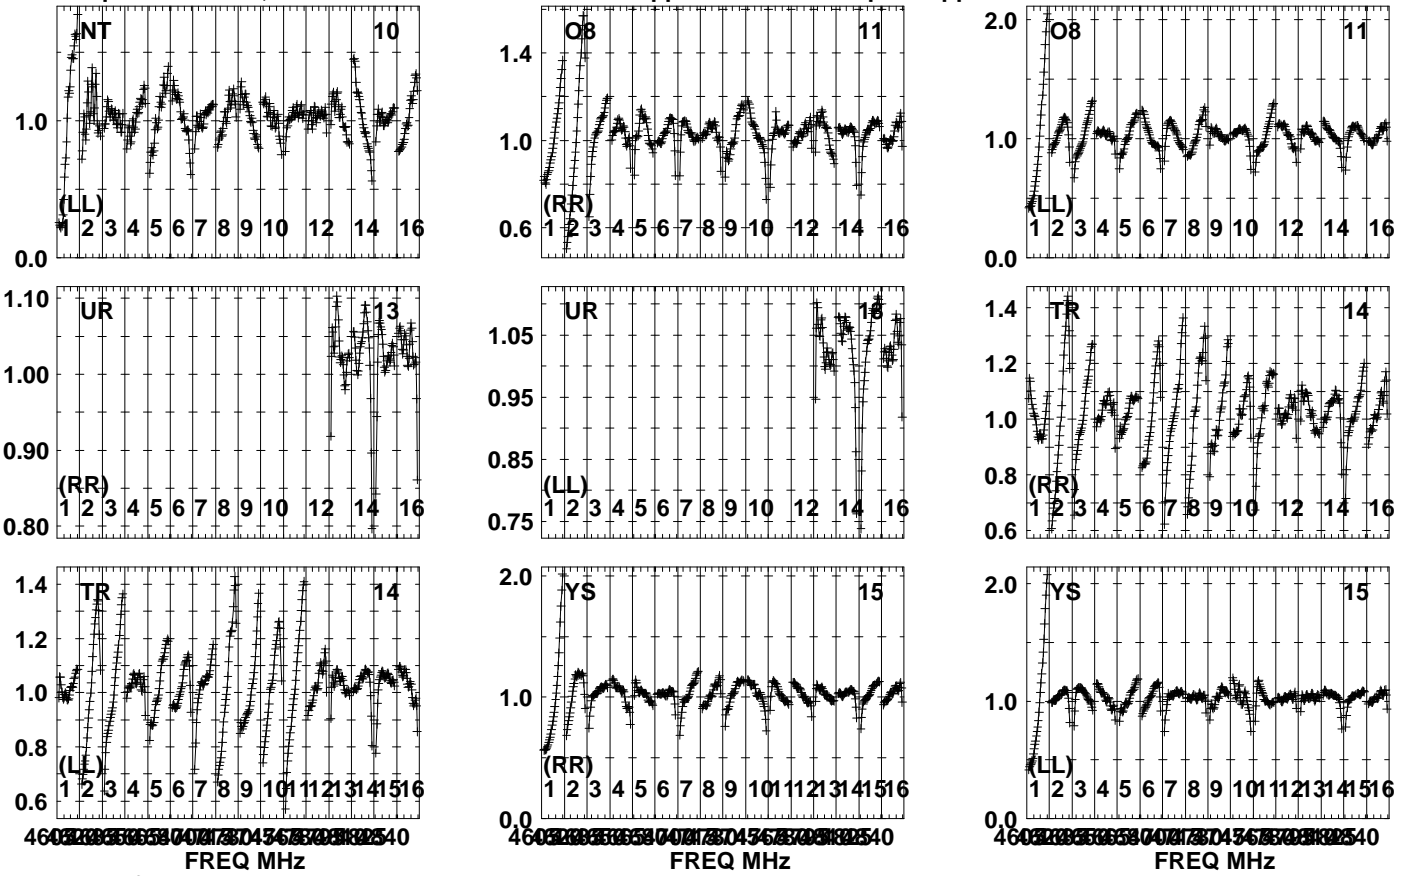 NT 10
1.0
(LL)
1 2 3 4 5 6 7 8 9 10 12 14 16
0.0
O8 11
1.4
1.0
(RR)
0.6
1 2 3 4 5 6 7 8 9 10 12 14 16
O8 11
2.0
1.0
(LL)
1 2 3 4 5 6 7 8 9 10 12 14 16
0.0
UR 13
1.10
1.00
0.90
(RR)
1 2 3 4 5 6 7 8 9 10 12 14 16
0.80
UR 13
1.05
0.95
0.85
(LL)
1 2 3 4 5 6 7 8 9 10 12 14 16
0.75
TR 14
1.4
1.2
1.0
0.8
(RR)
1 2 3 4 5 6 7 8 9 10 12 14 16
0.6
TR 14
1.4
1.2
1.0
0.8
(LL)
1 2 3 4 5 6 7 8 9 10 11 12 13 14 15 16
0.6
FREQ MHz
YS 15
2.0
1.0
(RR)
1 2 3 4 5 6 7 8 9 10 11 12 13 14 15 16
0.0
FREQ MHz
YS 15
2.0
1.0
(LL)
1 2 3 4 5 6 7 8 9 10 11 12 13 14 15 16
0.0
FREQ MHz